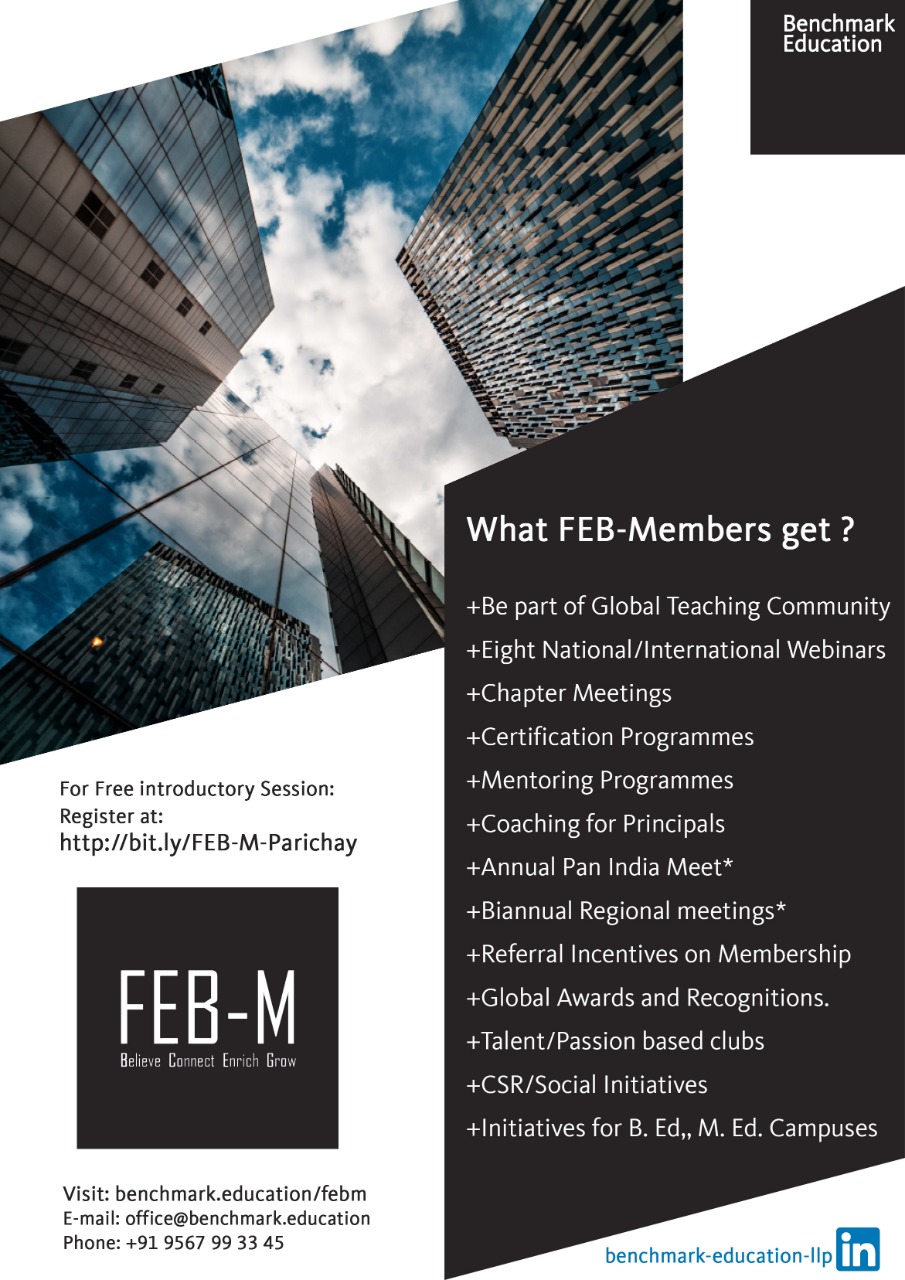 Benchmark
Education
What FEB-Members get ?
+Be part of Global Teaching Community
+Eight National/International Webinars
+Chapter Meetings
+Certification Programmes
+Mentoring Programmes
+Coaching for Principals
+Annual Pan India Meet*
+Biannual Regional meetings*
+Referral Incentives on Membership
+Global Awards and Recognitions.
+Talent/Passion based clubs
+CSR/Social Initiatives
+Initiatives for B. Ed,, M. Ed. Campuses
For Free introductory Session:
Register at:
http://bit.ly/FEB-M-Parichay
FEB-M
Believe Connect Enrich Grow
Visit: benchmark.education/febm
E-mail: office@benchmark.education
Phone: +91 9567 99 33 45
benchmark-education-llp in